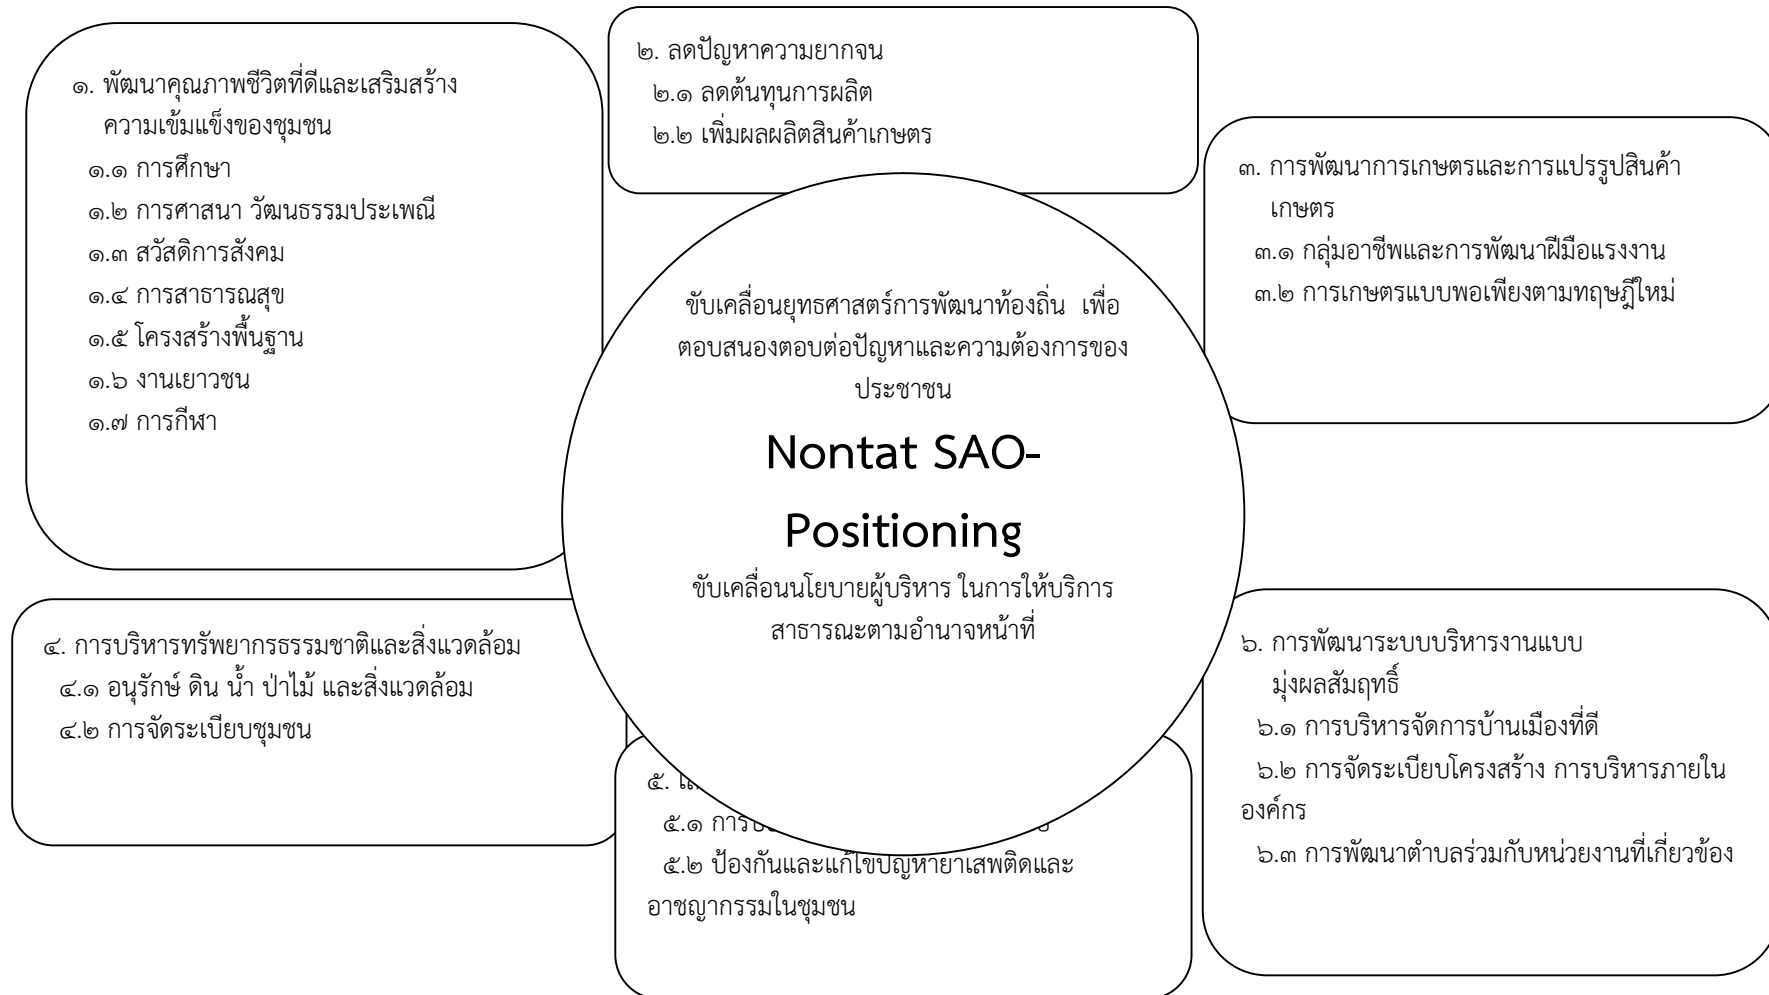 ๑. พัฒนาคุณภาพชีวิตที่ดีและเสริมสร้าง
ความเข้มแข็งของชุมชน
๑.๑ การศึกษา
๑.๒ การศาสนา วัฒนธรรมประเพณี
๑.๓ สวัสดิการสังคม
๑.๔ การสาธารณสุข
๑.๕ โครงสร้างพื้นฐาน
๑.๖ งานเยาวชน
๑.๗ การกีฬา
๒. ลดปัญหาความยากจน
๒.๑ ลดต้นทุนการผลิต
๒.๒ เพิ่มผลผลิตสินค้าเกษตร
๓. การพัฒนาการเกษตรและการแปรรูปสินค้า
เกษตร
๓.๑ กลุ่มอาชีพและการพัฒนาฝีมือแรงงาน
๓.๒ การเกษตรแบบพอเพียงตามทฤษฎีใหม่
ขับเคลื่อนยุทธศาสตร์การพัฒนาท้องถิ่น เพื่อ
ตอบสนองตอบต่อปัญหาและความต้องการของ
ประชาชน
Nontat SAO-
Positioning
ขับเคลื่อนนโยบายผู้บริหาร ในการให้บริการ
สาธารณะตามอำนาจหน้าที่
๔. การบริหารทรัพยากรธรรมชาติและสิ่งแวดล้อม
๔.๑ อนุรักษ์ ดิน น้ำ ป่าไม้ และสิ่งแวดล้อม
๔.๒ การจัดระเบียบชุมชน
๕.
๕.๑
๕.๒ ป้องกันและแก้ไขปัญหายาเสพติดและ
อาชญากรรมในชุมชน
๖. การพัฒนาระบบบริหารงานแบบ
มุ่งผลสัมฤทธิ์
๖.๑ การบริหารจัดการบ้านเมืองที่ดี
๖.๒ การจัดระเบียบโครงสร้าง การบริหารภายใน
องค์กร
๖.๓ การพัฒนาตำบลร่วมกับหน่วยงานที่เกี่ยวข้อง